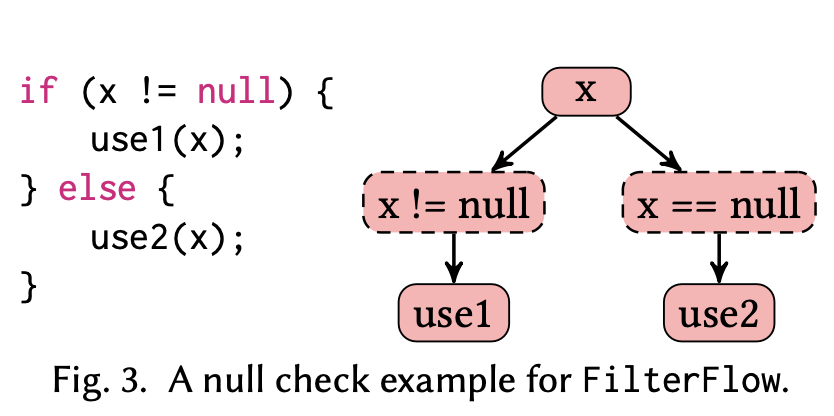 if (x != null) {
use1(x);
} else {
use2(x);
}
x
x != null
x == null
use1
use2
Fig. 3. A null check example for FilterFlow.